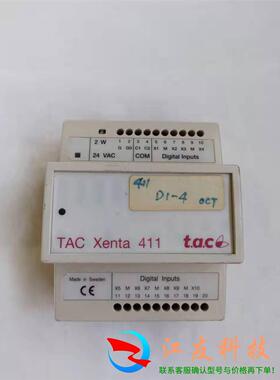 2 W
1 2 3 4 5 6 7 8 9 10
G G0 C1 C2 X1 M X2 X3 M X4
24 VAC COM Digital Inputs
411
D1-4 OCT
TAC Xenta 411 t.a.c
Made in Sweden
CE
Digital Inputs
X5 M X6 X7 M X8 X9 M X10
11 12 13 14 15 16 17 18 19 20
江友科技
联系客服确认型号与价格再下单!